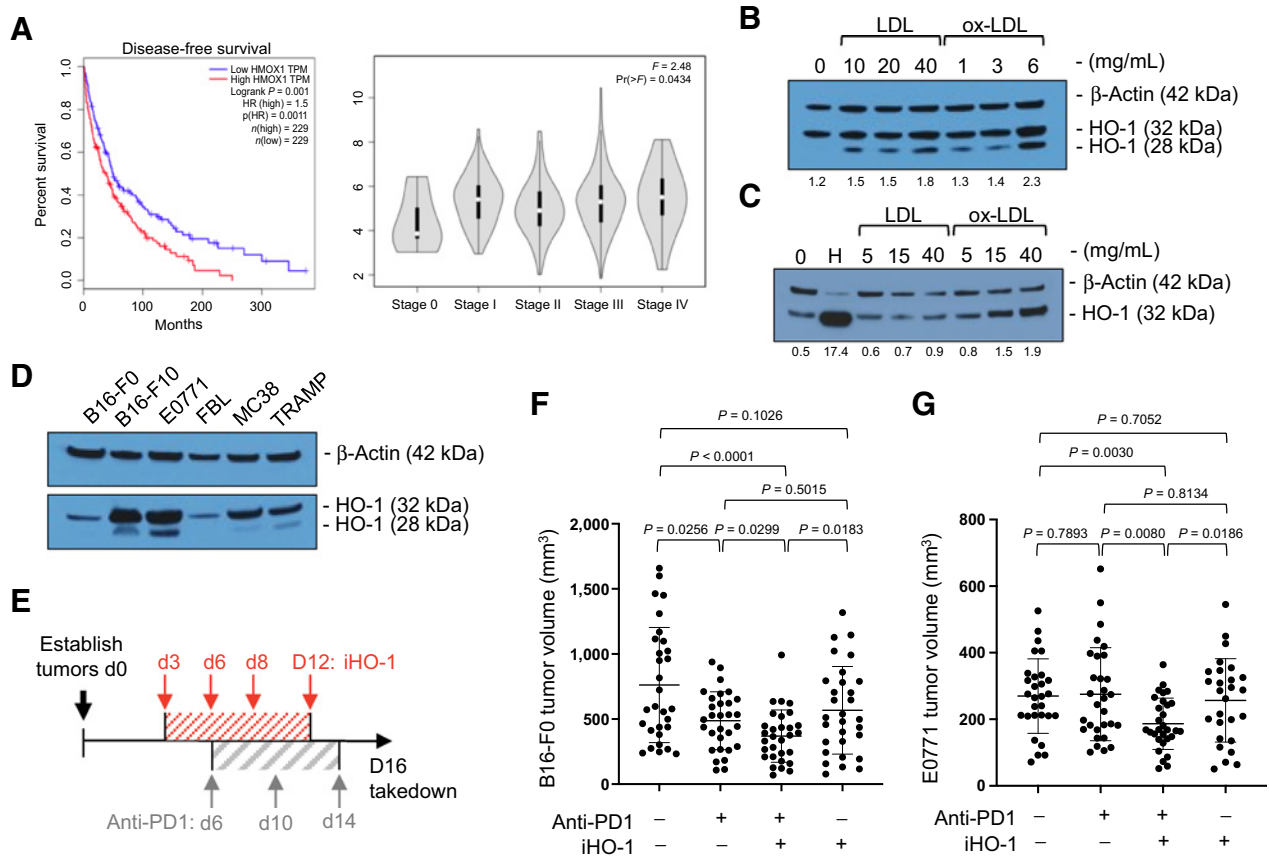 A
Disease-free survival
Low HMOX1 TPM
High HMOX1 TPM
Logrank P = 0.001
HR (high) = 1.5
p(HR) = 0.0011
n(high) = 229
n(low) = 229
Percent survival
1.0
0.8
0.6
0.4
0.2
0.0
0 100 200 300
Months
F = 2.48
Pr(>F) = 0.0434
10
8
6
4
2
Stage 0 Stage I Stage II Stage III Stage IV
B
LDL ox-LDL
0 10 20 40 1 3 6 - (mg/mL)
- β-Actin (42 kDa)
- HO-1 (32 kDa)
- HO-1 (28 kDa)
1.2 1.5 1.5 1.8 1.3 1.4 2.3
C
LDL ox-LDL
0 H 5 15 40 5 15 40 - (mg/mL)
- β-Actin (42 kDa)
- HO-1 (32 kDa)
0.5 17.4 0.6 0.7 0.9 0.8 1.5 1.9
D
B16-F0 B16-F10 E0771 FBL MC38 TRAMP
- β-Actin (42 kDa)
- HO-1 (32 kDa)
- HO-1 (28 kDa)
E
Establish
tumors d0
d3 d6 d8 D12: iHO-1
D16
takedown
Anti-PD1: d6 d10 d14
F
P = 0.1026
P < 0.0001
P = 0.5015
P = 0.0256 P = 0.0299 P = 0.0183
B16-F0 tumor volume (mm³)
2,000
1,500
1,000
500
0
Anti-PD1 – + + –
iHO-1 – – + +
G
P = 0.7052
P = 0.0030
P = 0.8134
P = 0.7893 P = 0.0080 P = 0.0186
E0771 tumor volume (mm³)
800
600
400
200
0
Anti-PD1 – + + –
iHO-1 – – + +